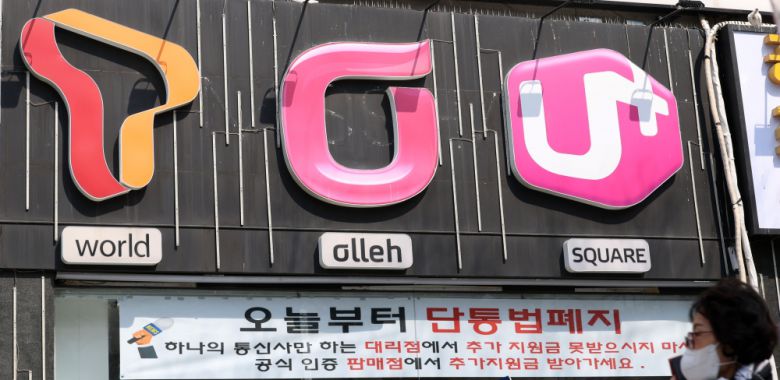 U+
world
olleh
SQUARE
NEWS
오늘부터 단통법폐지
하나의 통신사만 하는 대리점에서 추가 지원금 못받으시지 마시
공식 인증 판매점에서 추가지원금 받아가세요.